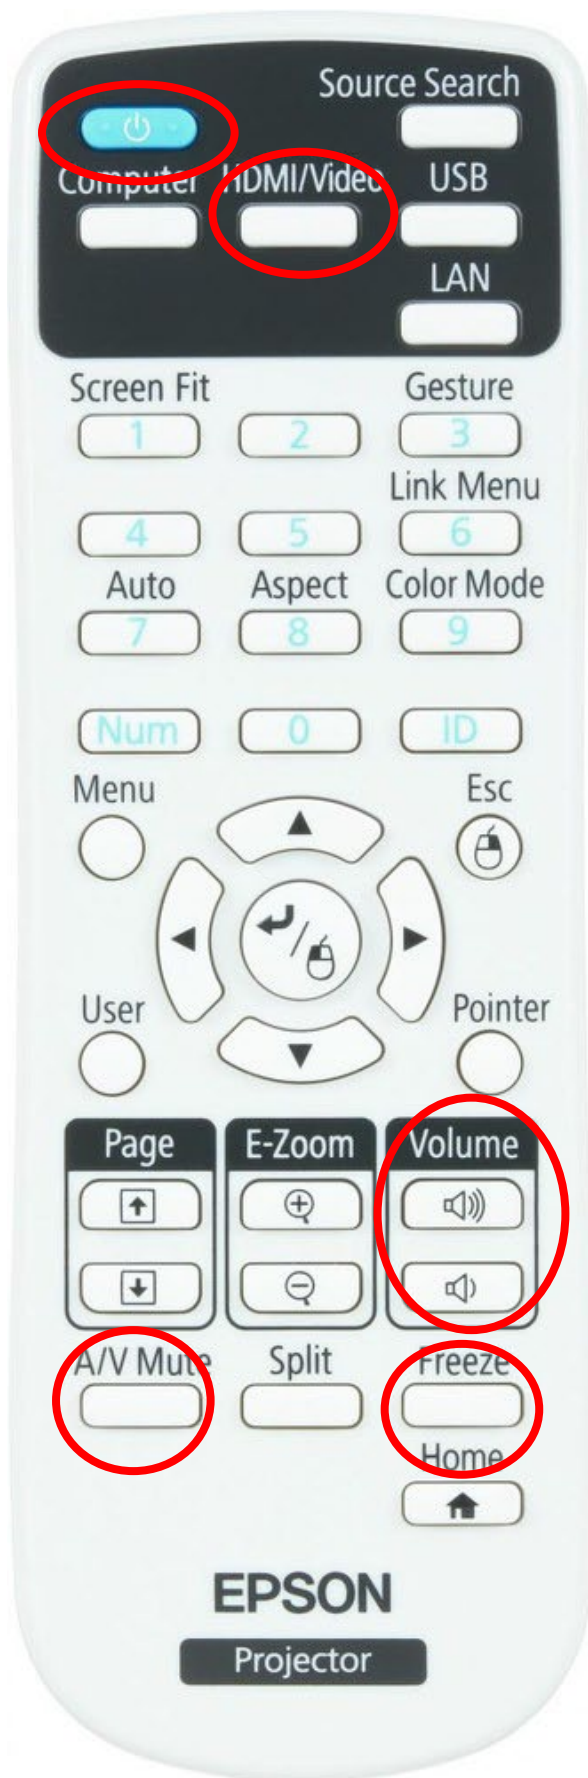 Source Search
Computer HDMI/Video USB
LAN
Screen Fit Gesture
1 2 3
Link Menu
4 5 6
Auto Aspect Color Mode
7 8 9
Num 0 ID
Menu Esc
User Pointer
Page E-Zoom Volume
A/V Mute Split Freeze
Home
EPSON
Projector